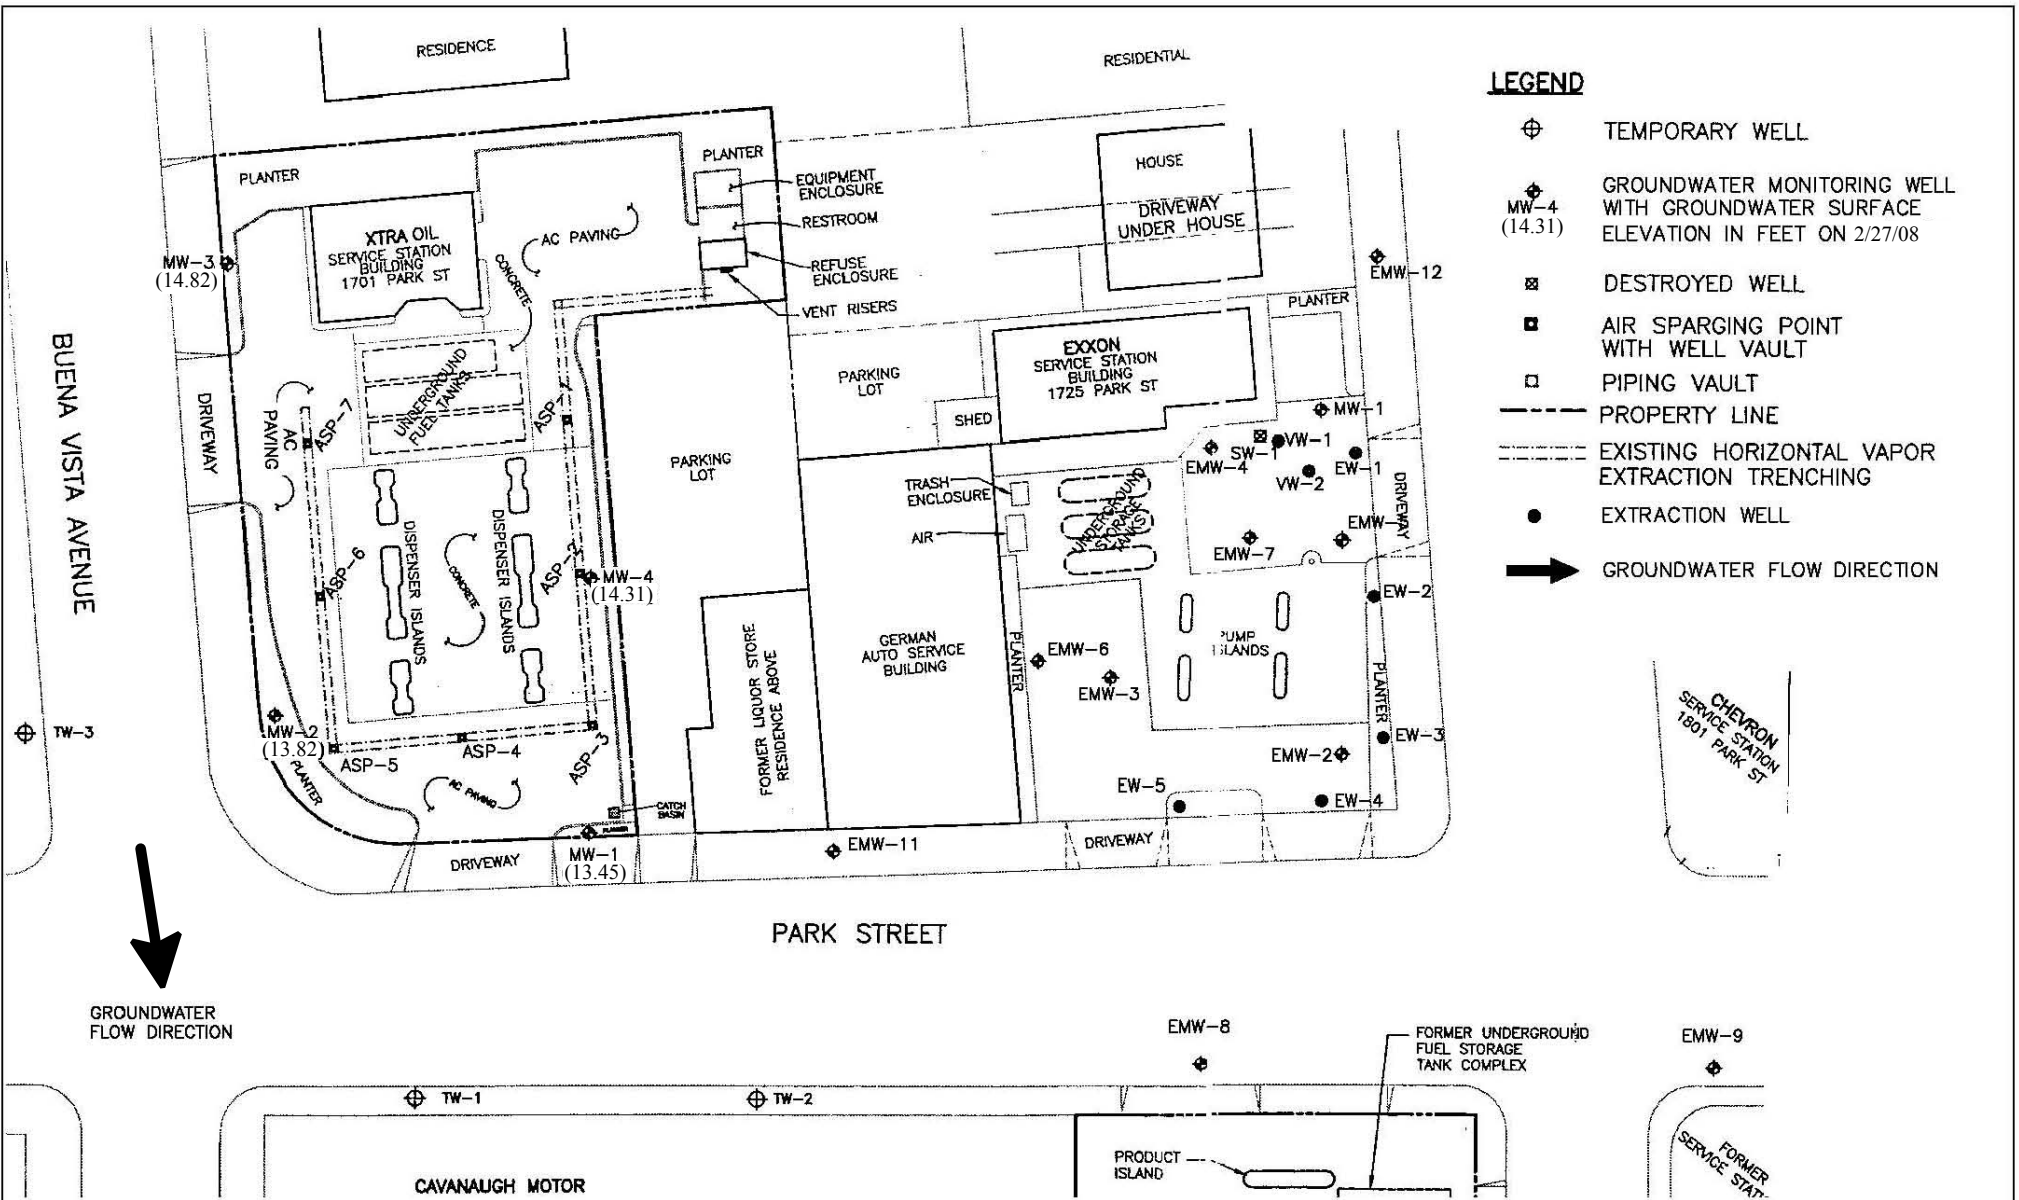 RESIDENCE
RESIDENTIAL
LEGEND
TEMPORARY WELL
MW-4
(14.31)
GROUNDWATER MONITORING WELL
WITH GROUNDWATER SURFACE
ELEVATION IN FEET ON 2/27/08
DESTROYED WELL
AIR SPARGING POINT
WITH WELL VAULT
PIPING VAULT
PROPERTY LINE
EXISTING HORIZONTAL VAPOR
EXTRACTION TRENCHING
EXTRACTION WELL
GROUNDWATER FLOW DIRECTION
PLANTER
PLANTER
EQUIPMENT
ENCLOSURE
RESTROOM
REFUSE
ENCLOSURE
VENT RISERS
HOUSE
DRIVEWAY
UNDER HOUSE
XTRA OIL
SERVICE STATION
BUILDING
1701 PARK ST
AC PAVING
CONCRETE
MW-3
(14.82)
EMW-12
PLANTER
BUENA VISTA AVENUE
DRIVEWAY
AC
PAVING
ASP-7
UNDERGROUND
FUEL TANKS
ASP-1
PARKING
LOT
PARKING
LOT
EXXON
SERVICE STATION
BUILDING
1725 PARK ST
SHED
MW-1
VW-1
SW-1
EMW-4
VW-2
EW-1
DRIVEWAY
TRASH
ENCLOSURE
AIR
UNDERGROUND
STORAGE
TANKS
EMW-7
EMW-
ASP-6
DISPENSER ISLANDS
CONCRETE
DISPENSER ISLANDS
ASP-2
MW-4
(14.31)
EW-2
FORMER LIQUOR STORE
RESIDENCE ABOVE
GERMAN
AUTO SERVICE
BUILDING
PLANTER
EMW-6
EMW-3
PUMP
ISLANDS
PLANTER
CHEVRON
SERVICE STATION
1801 PARK ST
TW-3
MW-2
(13.82)
PLANTER
ASP-5
ASP-4
ASP-3
AC PAVING
CATCH
BASIN
PLANTER
EMW-2
EW-3
EW-5
EW-4
MW-1
(13.45)
DRIVEWAY
EMW-11
DRIVEWAY
PARK STREET
GROUNDWATER
FLOW DIRECTION
EMW-8
FORMER UNDERGROUND
FUEL STORAGE
TANK COMPLEX
EMW-9
TW-1
TW-2
PRODUCT
ISLAND
CAVANAUGH MOTOR
FORMER
SERVICE STAT